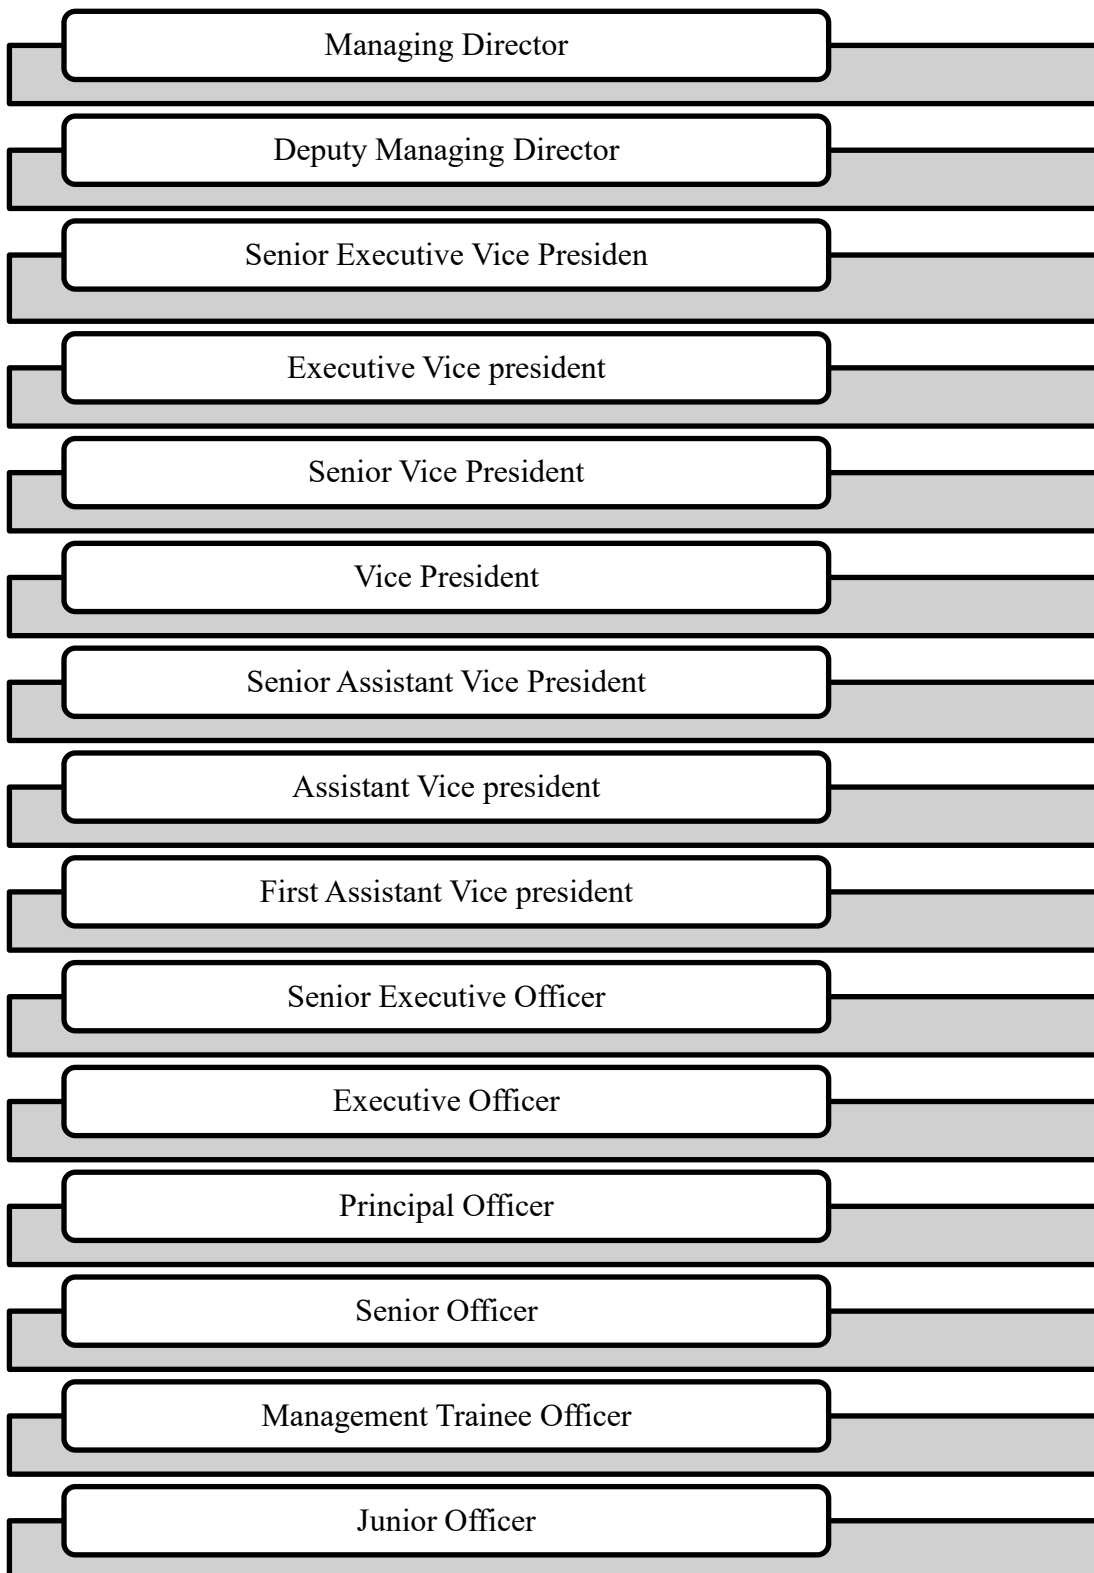 Managing Director
Deputy Managing Director
Senior Executive Vice Presiden
Executive Vice president
Senior Vice President
Vice President
Senior Assistant Vice President
Assistant Vice president
First Assistant Vice president
Senior Executive Officer
Executive Officer
Principal Officer
Senior Officer
Management Trainee Officer
Junior Officer